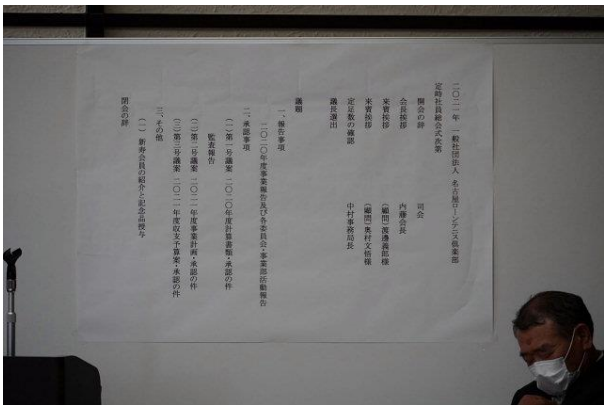 二〇二一年 一般社団法人 名古屋ローンテニス倶楽部
定時社員総会式次第
開会の辞 司会
会長挨拶 内藤会長
来賓挨拶 (顧問)渡邊義郎様
来賓挨拶 (顧問)奥村文悟様
定足数の確認 中村事務局長
議長選出
議題
一、報告事項
二〇二〇年度事業報告及び各委員会・事業部活動報告
二、承認事項
(一)第一号議案 二〇二〇年度計算書類・承認の件
監査報告
(二)第二号議案 二〇二一年度事業計画・承認の件
(三)第三号議案 二〇二一年度収支予算案・承認の件
三、その他
(一)新寿会員の紹介と記念品授与
閉会の辞